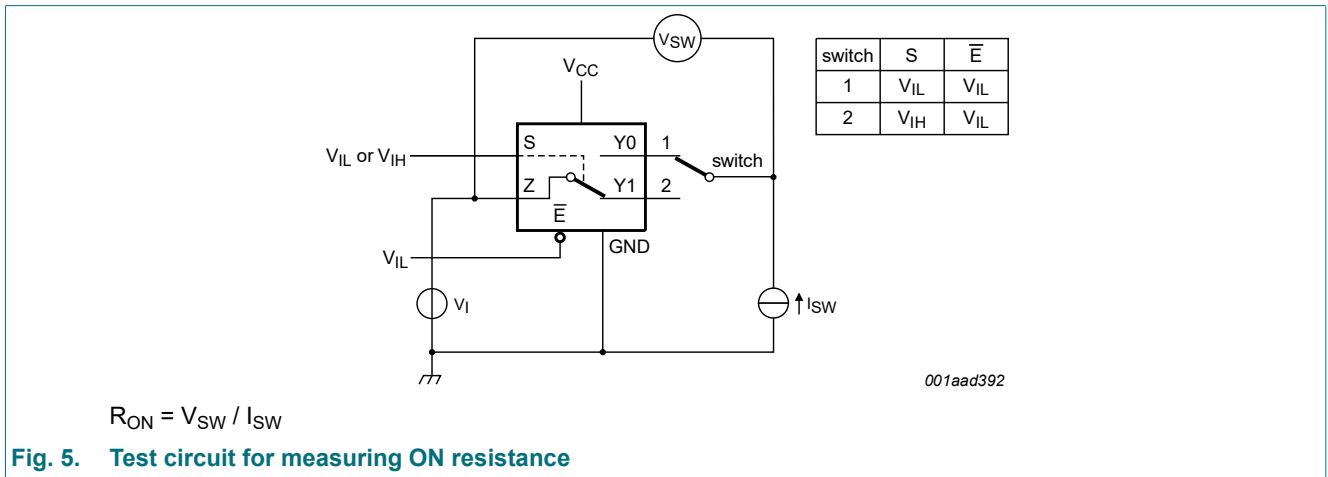 VSW
switch S E̅
1 VIL VIL
2 VIH VIL
VCC
S Y0 1
VIL or VIH
switch
Z Y1 2
E̅
GND
VIL
VI
ISW
001aad392
RON = VSW / ISW
Fig. 5. Test circuit for measuring ON resistance